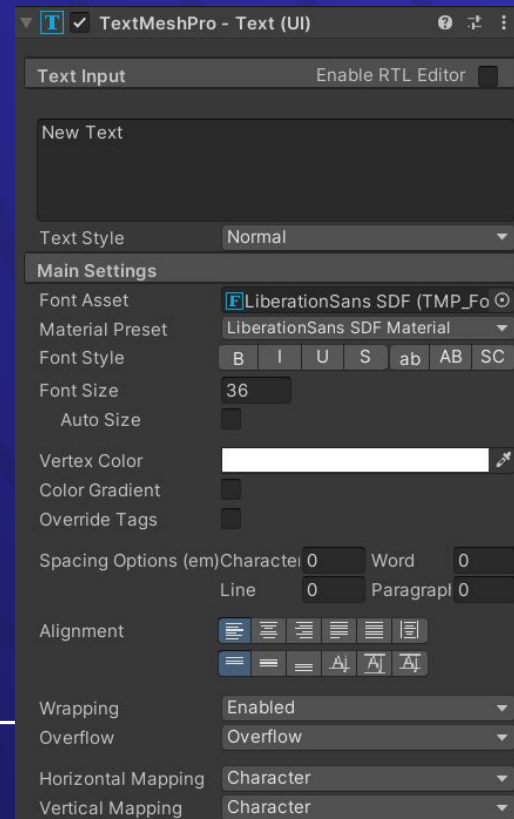 TextMeshPro - Text (UI)
Text Input Enable RTL Editor
New Text
Text Style Normal
Main Settings
Font Asset F LiberationSans SDF (TMP_Fo
Material Preset LiberationSans SDF Material
Font Style B I U S ab AB SC
Font Size 36
Auto Size
Vertex Color
Color Gradient
Override Tags
Spacing Options (em) Character 0 Word 0
Line 0 Paragraph 0
Alignment
Wrapping Enabled
Overflow Overflow
Horizontal Mapping Character
Vertical Mapping Character